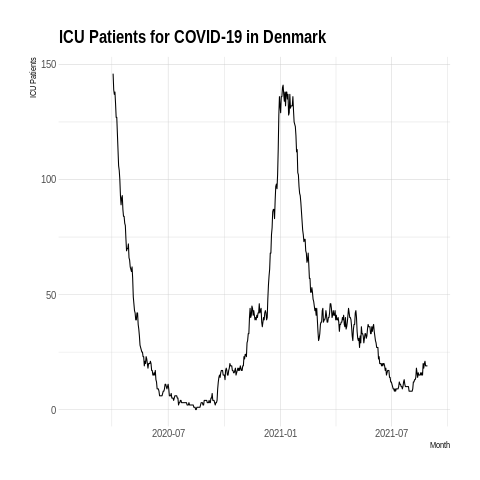 ICU Patients for COVID-19 in Denmark
ICU Patients
150
100
50
0
2020-07
2021-01
2021-07
Month